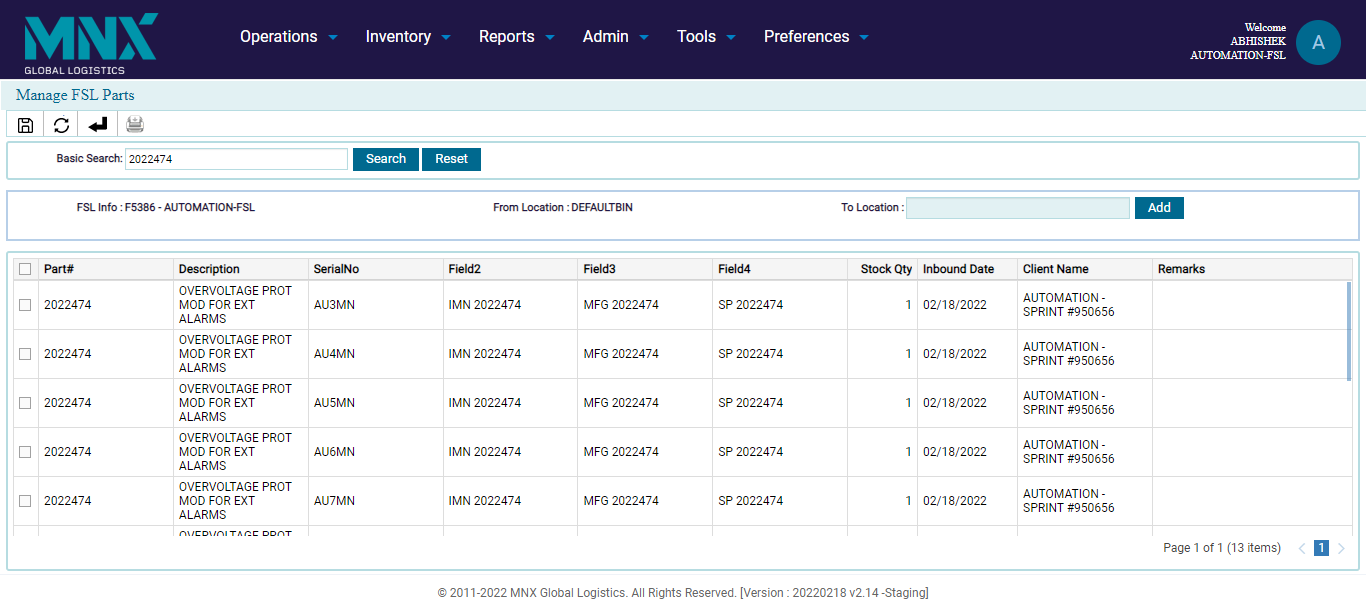 MNX
GLOBAL LOGISTICS
Operations Inventory Reports Admin Tools Preferences
Welcome
ABHISHEK
AUTOMATION-FSL
A
Manage FSL Parts
Basic Search: 2022474 Search Reset
FSL Info : F5386 - AUTOMATION-FSL From Location : DEFAULTBIN To Location : Add
Part# Description SerialNo Field2 Field3 Field4 Stock Qty Inbound Date Client Name Remarks
2022474 OVERVOLTAGE PROT MOD FOR EXT ALARMS AU3MN IMN 2022474 MFG 2022474 SP 2022474 1 02/18/2022 AUTOMATION - SPRINT #950656
2022474 OVERVOLTAGE PROT MOD FOR EXT ALARMS AU4MN IMN 2022474 MFG 2022474 SP 2022474 1 02/18/2022 AUTOMATION - SPRINT #950656
2022474 OVERVOLTAGE PROT MOD FOR EXT ALARMS AU5MN IMN 2022474 MFG 2022474 SP 2022474 1 02/18/2022 AUTOMATION - SPRINT #950656
2022474 OVERVOLTAGE PROT MOD FOR EXT ALARMS AU6MN IMN 2022474 MFG 2022474 SP 2022474 1 02/18/2022 AUTOMATION - SPRINT #950656
2022474 OVERVOLTAGE PROT MOD FOR EXT ALARMS AU7MN IMN 2022474 MFG 2022474 SP 2022474 1 02/18/2022 AUTOMATION - SPRINT #950656
OVERVOLTAGE PROT
Page 1 of 1 (13 items) 1
© 2011-2022 MNX Global Logistics. All Rights Reserved. [Version : 20220218 v2.14 -Staging]